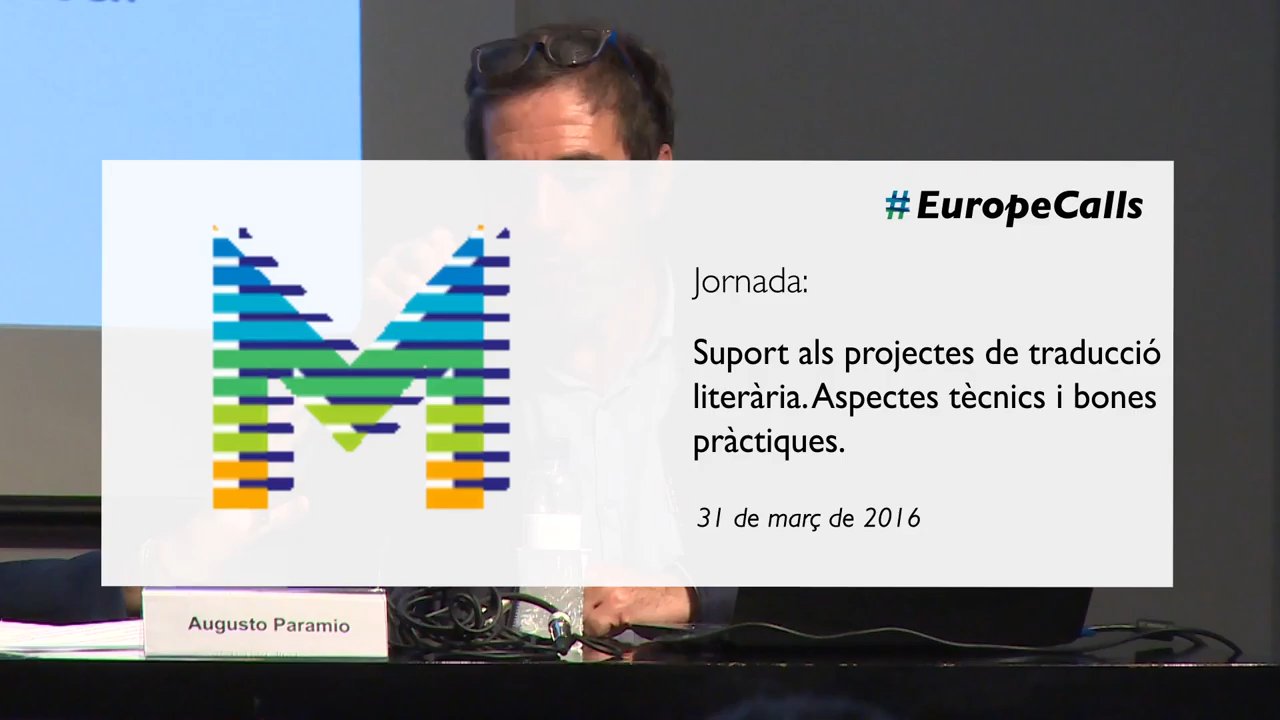 #EuropeCalls
Jornada:
Suport als projectes de traducció
literària. Aspectes tècnics i bones
pràctiques.
31 de març de 2016
Augusto Paramio